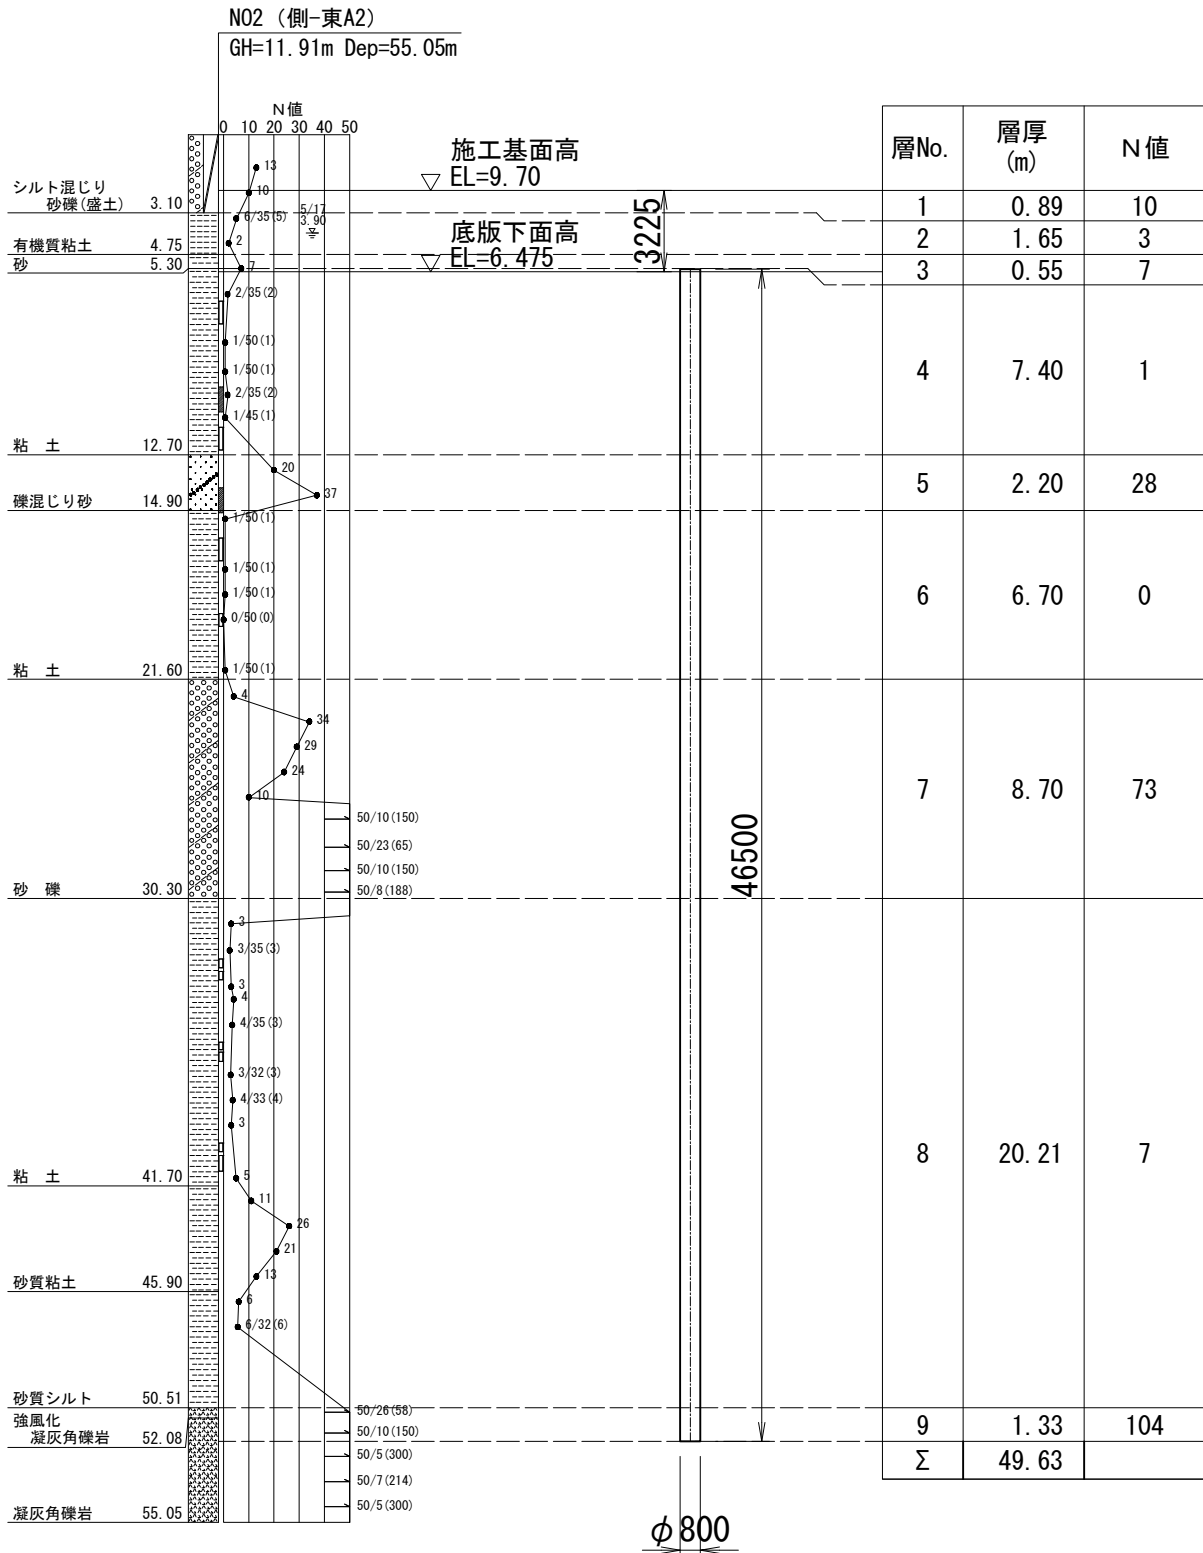 NO2 (側-東A2)
GH=11.91m Dep=55.05m
N値
0 10 20 30 40 50
施工基面高
EL=9.70
底版下面高
EL=6.475
3225
46500
φ800
シルト混じり
砂礫(盛土) 3.10
有機質粘土 4.75
砂 5.30
粘 土 12.70
礫混じり砂 14.90
粘 土 21.60
砂 礫 30.30
粘 土 41.70
砂質粘土 45.90
砂質シルト 50.51
強風化
凝灰角礫岩 52.08
凝灰角礫岩 55.05
13
10
6/35(5)
5/17
3.90
2
7
2/35(2)
1/50(1)
1/50(1)
2/35(2)
1/45(1)
20
37
1/50(1)
1/50(1)
1/50(1)
0/50(0)
1/50(1)
4
34
29
24
10
50/10(150)
50/23(65)
50/10(150)
50/8(188)
3
3/35(3)
3
4
4/35(3)
3/32(3)
4/33(4)
3
5
11
26
21
13
6
6/32(6)
50/26(58)
50/10(150)
50/5(300)
50/7(214)
50/5(300)
層No. 層厚(m) N値
1 0.89 10
2 1.65 3
3 0.55 7
4 7.40 1
5 2.20 28
6 6.70 0
7 8.70 73
8 20.21 7
9 1.33 104
Σ 49.63